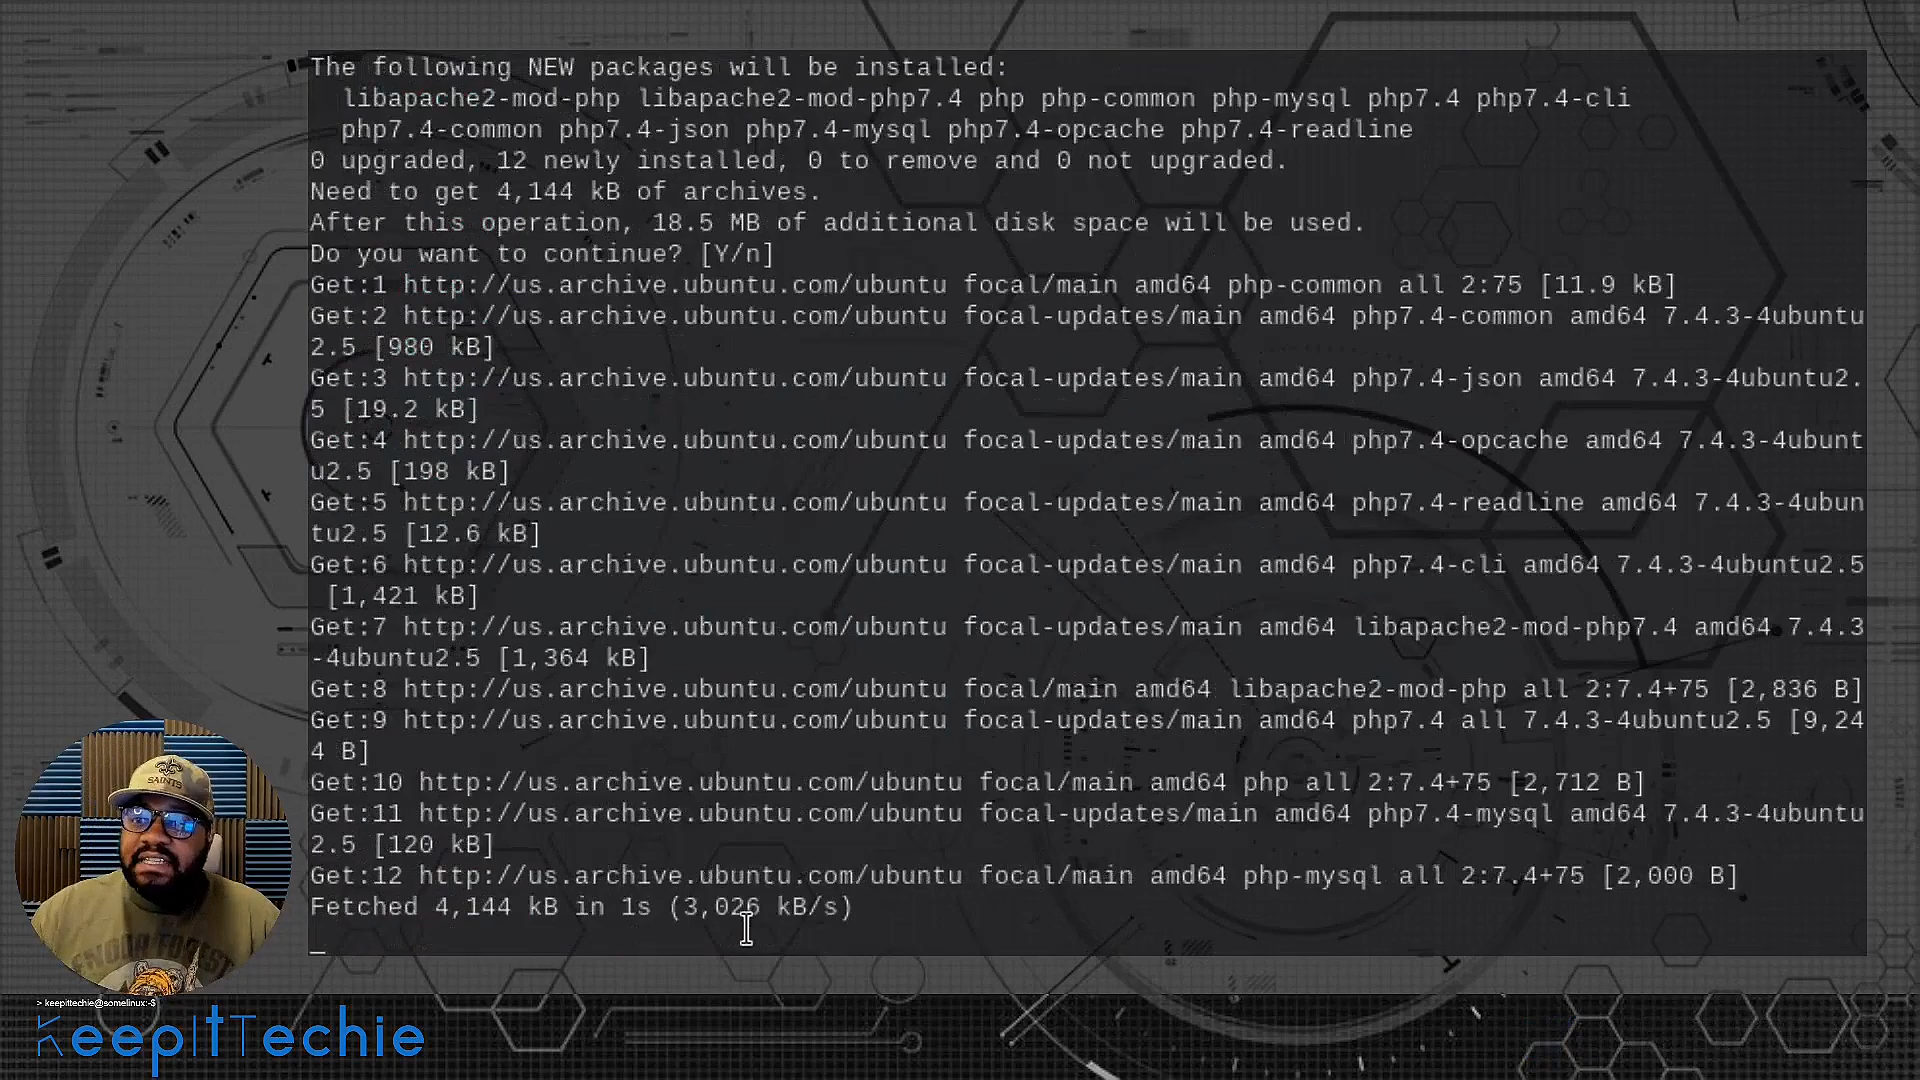 The following NEW packages will be installed:
libapache2-mod-php libapache2-mod-php7.4 php php-common php-mysql php7.4 php7.4-cli
php7.4-common php7.4-json php7.4-mysql php7.4-opcache php7.4-readline
0 upgraded, 12 newly installed, 0 to remove and 0 not upgraded.
Need to get 4,144 kB of archives.
After this operation, 18.5 MB of additional disk space will be used.
Do you want to continue? [Y/n]
Get:1 http://us.archive.ubuntu.com/ubuntu focal/main amd64 php-common all 2:75 [11.9 kB]
Get:2 http://us.archive.ubuntu.com/ubuntu focal-updates/main amd64 php7.4-common amd64 7.4.3-4ubuntu
2.5 [980 kB]
Get:3 http://us.archive.ubuntu.com/ubuntu focal-updates/main amd64 php7.4-json amd64 7.4.3-4ubuntu2.
5 [19.2 kB]
Get:4 http://us.archive.ubuntu.com/ubuntu focal-updates/main amd64 php7.4-opcache amd64 7.4.3-4ubunt
u2.5 [198 kB]
Get:5 http://us.archive.ubuntu.com/ubuntu focal-updates/main amd64 php7.4-readline amd64 7.4.3-4ubun
tu2.5 [12.6 kB]
Get:6 http://us.archive.ubuntu.com/ubuntu focal-updates/main amd64 php7.4-cli amd64 7.4.3-4ubuntu2.5
[1,421 kB]
Get:7 http://us.archive.ubuntu.com/ubuntu focal-updates/main amd64 libapache2-mod-php7.4 amd64 7.4.3
-4ubuntu2.5 [1,364 kB]
Get:8 http://us.archive.ubuntu.com/ubuntu focal/main amd64 libapache2-mod-php all 2:7.4+75 [2,836 B]
Get:9 http://us.archive.ubuntu.com/ubuntu focal-updates/main amd64 php7.4 all 7.4.3-4ubuntu2.5 [9,24
4 B]
Get:10 http://us.archive.ubuntu.com/ubuntu focal/main amd64 php all 2:7.4+75 [2,712 B]
Get:11 http://us.archive.ubuntu.com/ubuntu focal-updates/main amd64 php7.4-mysql amd64 7.4.3-4ubuntu
2.5 [120 kB]
Get:12 http://us.archive.ubuntu.com/ubuntu focal/main amd64 php-mysql all 2:7.4+75 [2,000 B]
Fetched 4,144 kB in 1s (3,026 kB/s)
SAINTS
> keepittechie@somelinux:~$
KeepItTechie